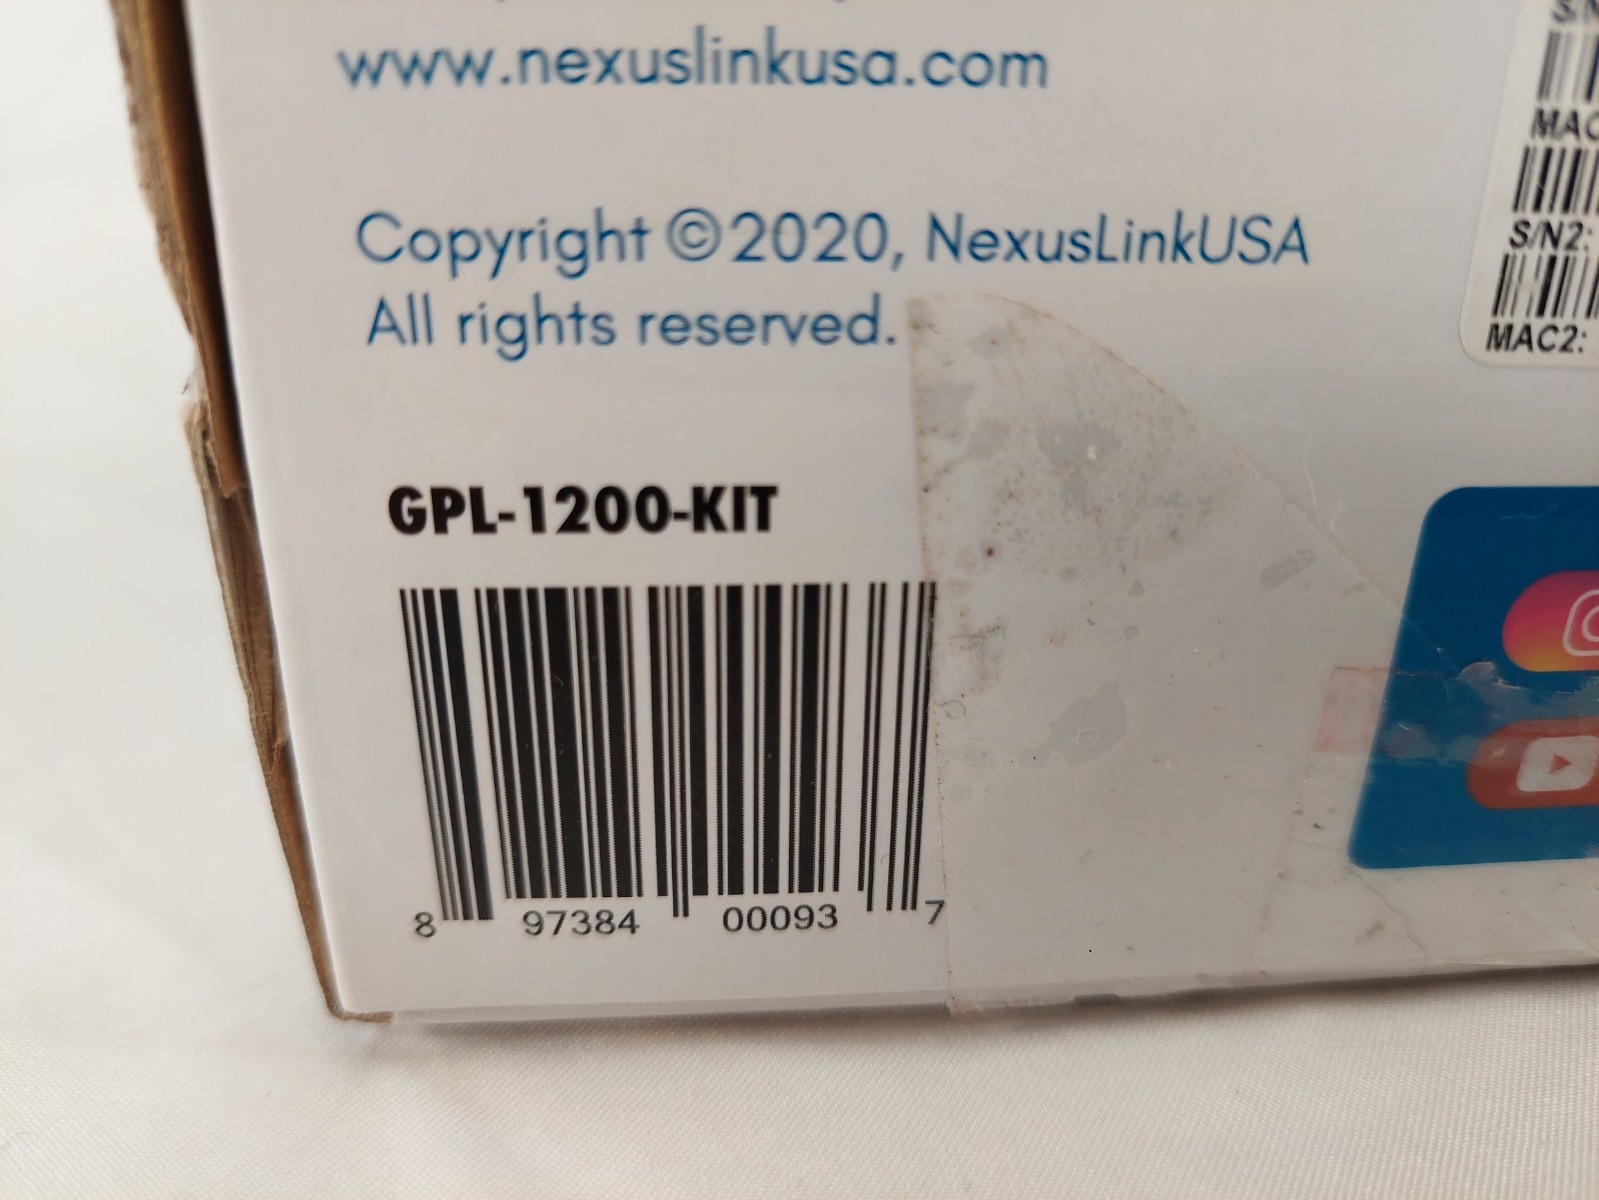 www.nexuslinkusa.com
Copyright ©2020, NexusLinkUSA
All rights reserved.
GPL-1200-KIT
8 97384 00093 7
S/N2:
MAC2: